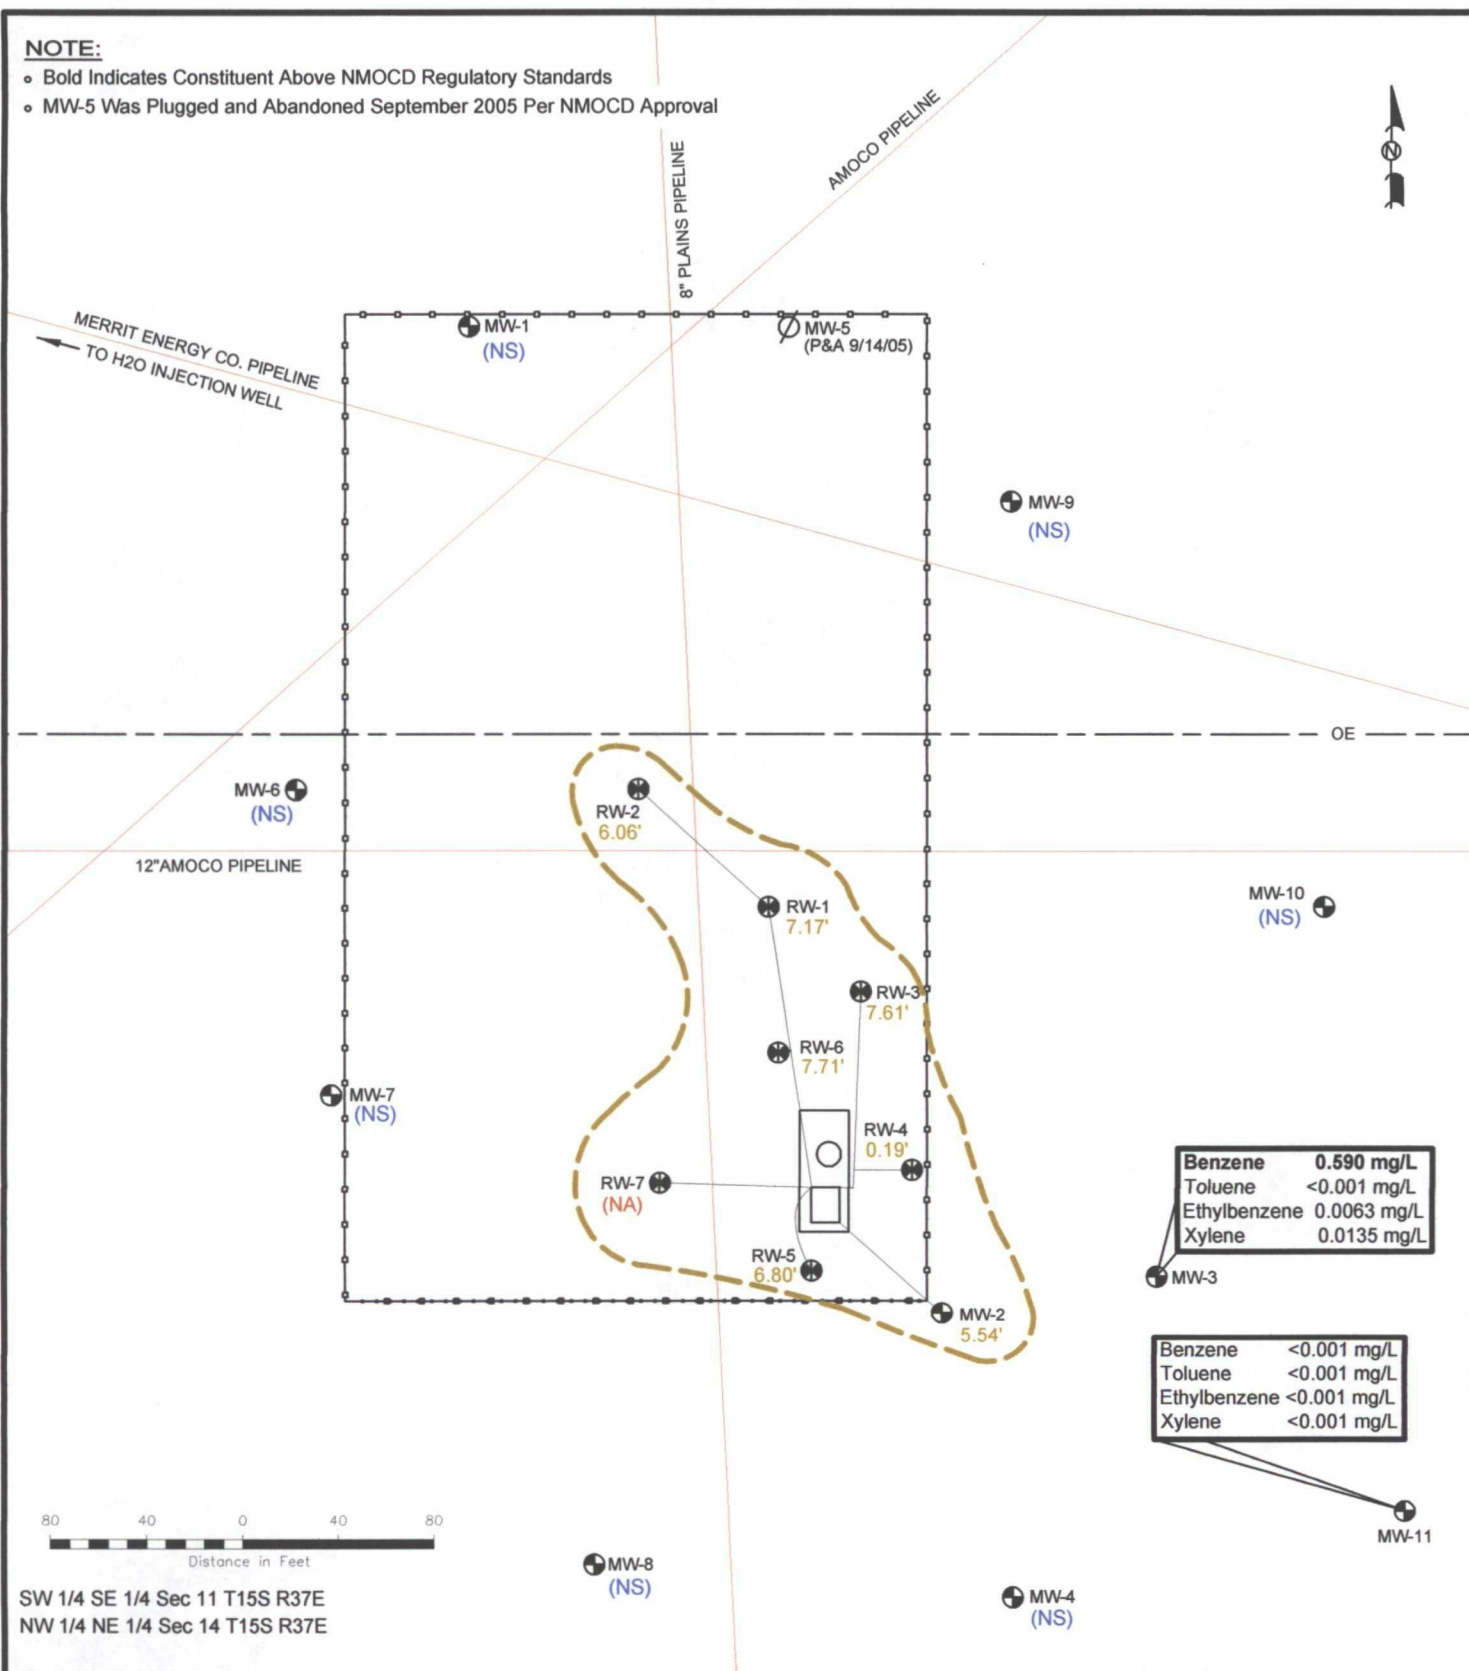 NOTE:
∘ Bold Indicates Constituent Above NMOCD Regulatory Standards
∘ MW-5 Was Plugged and Abandoned September 2005 Per NMOCD Approval
8" PLAINS PIPELINE
AMOCO PIPELINE
N
MERRIT ENERGY CO. PIPELINE
TO H2O INJECTION WELL
MW-1
(NS)
MW-5
(P&A 9/14/05)
MW-9
(NS)
OE
MW-6
(NS)
RW-2
6.06'
12"AMOCO PIPELINE
RW-1
7.17'
MW-10
(NS)
RW-3
7.61'
RW-6
7.71'
MW-7
(NS)
RW-4
0.19'
RW-7
(NA)
Benzene 0.590 mg/L
Toluene <0.001 mg/L
Ethylbenzene 0.0063 mg/L
Xylene 0.0135 mg/L
RW-5
6.80'
MW-3
MW-2
5.54'
Benzene <0.001 mg/L
Toluene <0.001 mg/L
Ethylbenzene <0.001 mg/L
Xylene <0.001 mg/L
MW-11
80 40 0 40 80
Distance in Feet
MW-8
(NS)
MW-4
(NS)
SW 1/4 SE 1/4 Sec 11 T15S R37E
NW 1/4 NE 1/4 Sec 14 T15S R37E